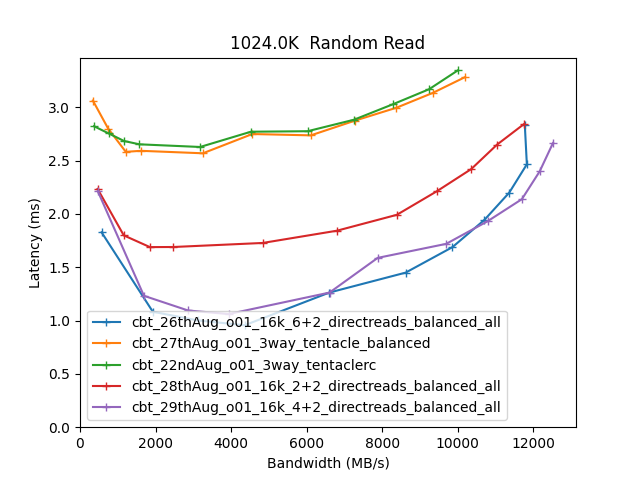 1024.0K  Random Read
Latency (ms)
3.0
2.5
2.0
1.5
1.0
0.5
0.0
cbt_26thAug_o01_16k_6+2_directreads_balanced_all
cbt_27thAug_o01_3way_tentacle_balanced
cbt_22ndAug_o01_3way_tentaclerc
cbt_28thAug_o01_16k_2+2_directreads_balanced_all
cbt_29thAug_o01_16k_4+2_directreads_balanced_all
0 2000 4000 6000 8000 10000 12000
Bandwidth (MB/s)